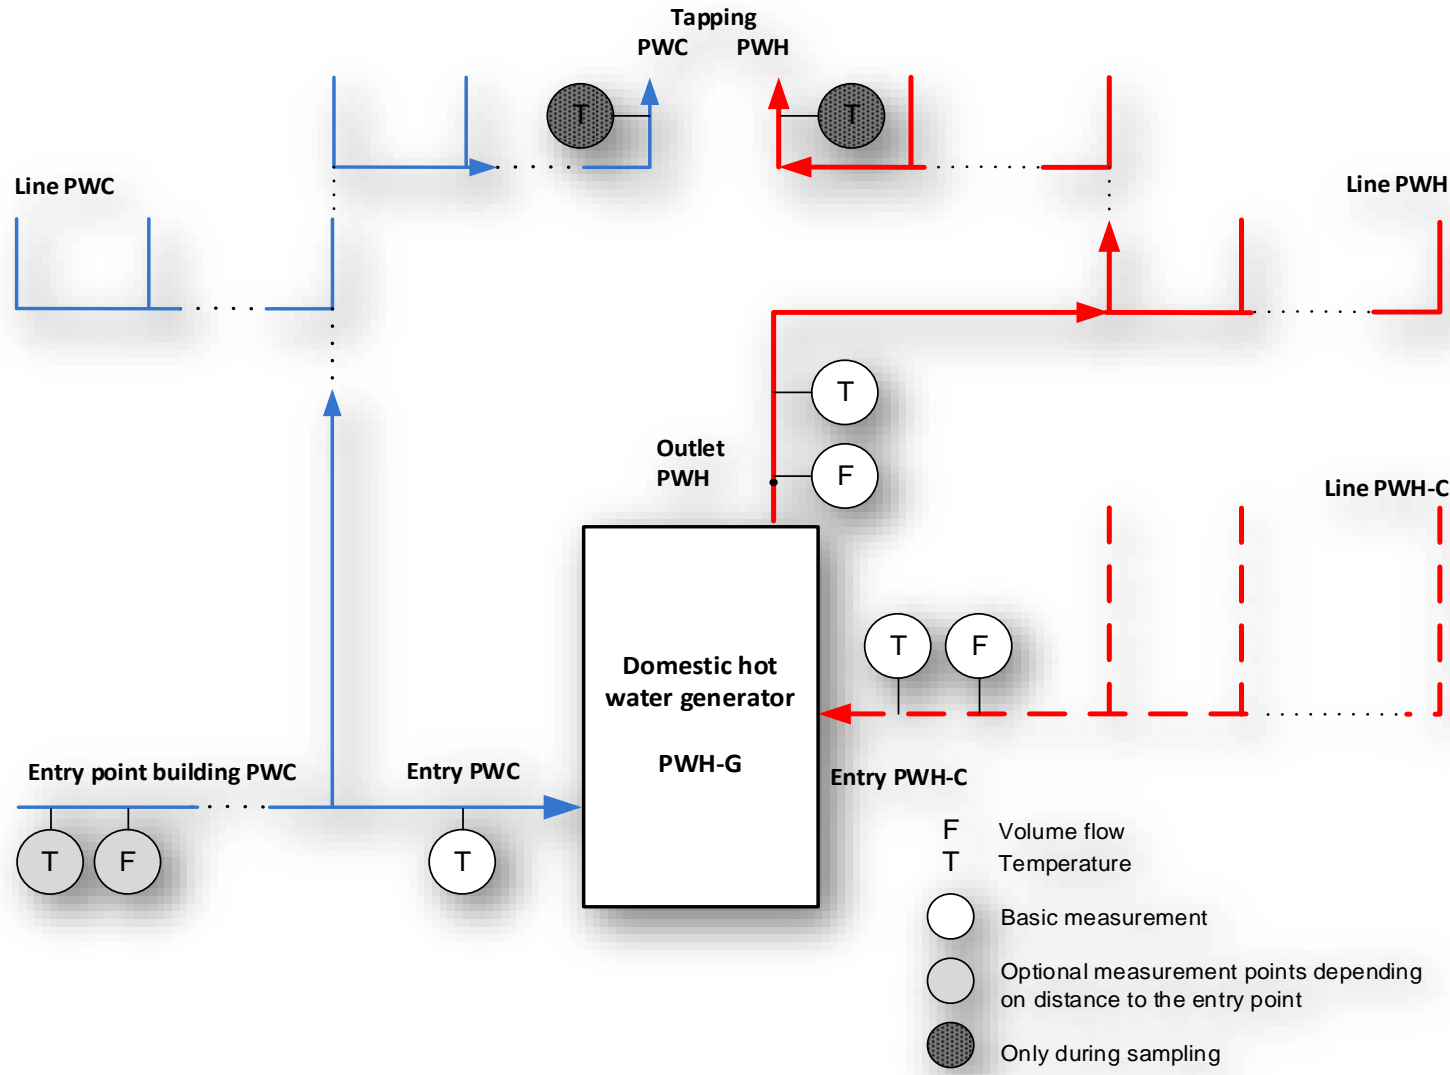 Tapping
PWC PWH
T T
Line PWC
Line PWH
T
Outlet
PWH
F
Line PWH-C
T F
Domestic hot
water generator
PWH-G
Entry point building PWC
Entry PWC
Entry PWH-C
T F
T
F Volume flow
T Temperature
Basic measurement
Optional measurement points depending
on distance to the entry point
Only during sampling